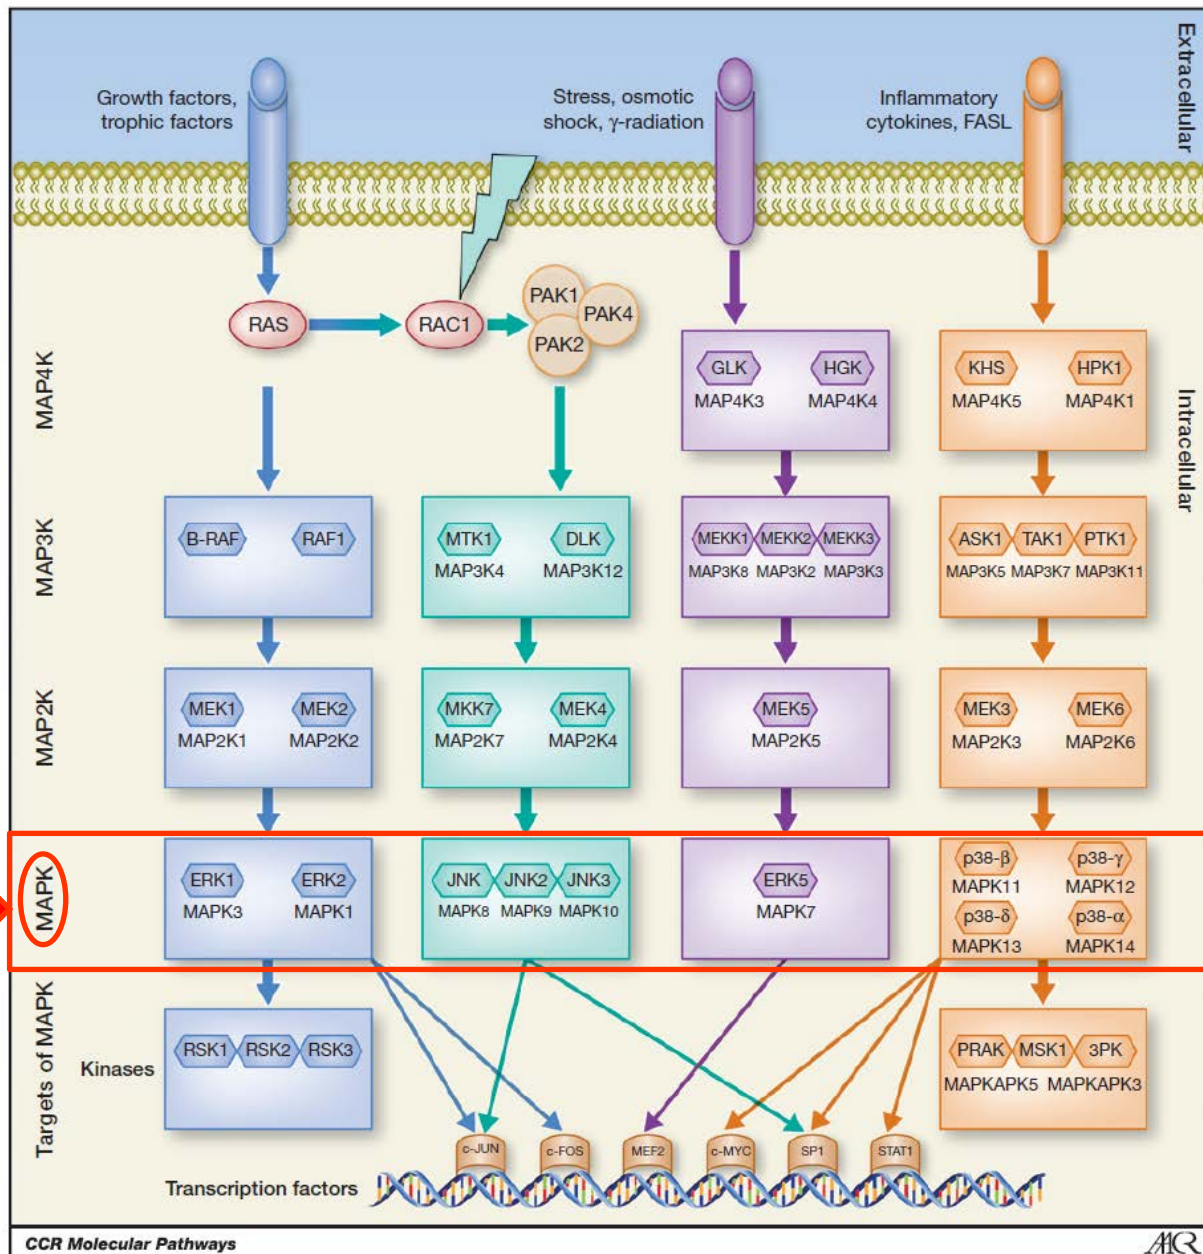 Extracellular
Growth factors,
trophic factors
Stress, osmotic
shock, γ-radiation
Inflammatory
cytokines, FASL
RAS
RAC1
PAK1
PAK4
PAK2
Intracellular
MAP4K
GLK HGK
MAP4K3 MAP4K4
KHS HPK1
MAP4K5 MAP4K1
MAP3K
B-RAF RAF1
MTK1 DLK
MAP3K4 MAP3K12
MEKK1 MEKK2 MEKK3
MAP3K8 MAP3K2 MAP3K3
ASK1 TAK1 PTK1
MAP3K5 MAP3K7 MAP3K11
MAP2K
MEK1 MEK2
MAP2K1 MAP2K2
MKK7 MEK4
MAP2K7 MAP2K4
MEK5
MAP2K5
MEK3 MEK6
MAP2K3 MAP2K6
MAPK
ERK1 ERK2
MAPK3 MAPK1
JNK JNK2 JNK3
MAPK8 MAPK9 MAPK10
ERK5
MAPK7
p38-β p38-γ
MAPK11 MAPK12
p38-δ p38-α
MAPK13 MAPK14
Targets of MAPK
Kinases
RSK1 RSK2 RSK3
PRAK MSK1 3PK
MAPKAPK5 MAPKAPK3
c-JUN c-FOS MEF2 c-MYC SP1 STAT1
Transcription factors
CCR Molecular Pathways
AACR